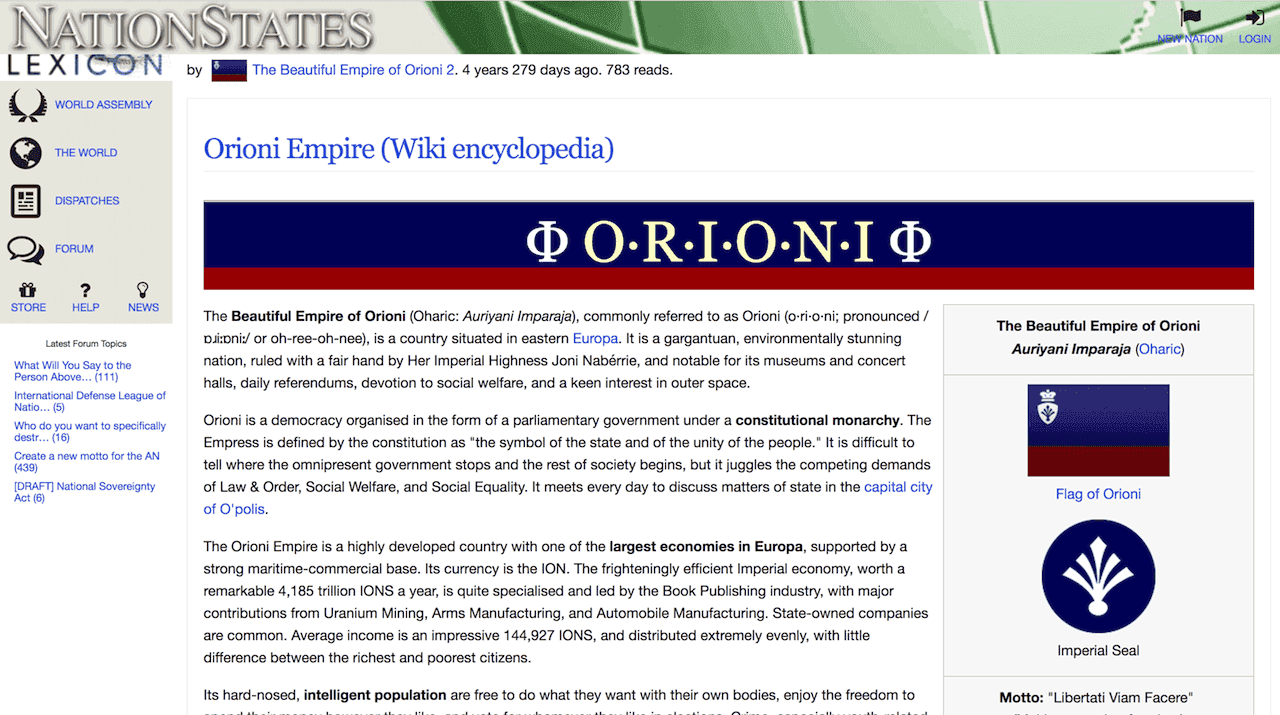 NATIONSTATES
LEXICON
NEW NATION
LOGIN
WORLD ASSEMBLY
THE WORLD
DISPATCHES
FORUM
STORE
HELP
NEWS
Latest Forum Topics
What Will You Say to the
Person Above... (111)
International Defense League of
Natio... (5)
Who do you want to specifically
destr... (16)
Create a new motto for the AN
(439)
[DRAFT] National Sovereignty
Act (6)
by The Beautiful Empire of Orioni 2. 4 years 279 days ago. 783 reads.
Orioni Empire (Wiki encyclopedia)
Φ O·R·I·O·N·I Φ
The Beautiful Empire of Orioni (Oharic: Auriyani Imparaja), commonly referred to as Orioni (o·ri·o·ni; pronounced /
ɒɹiːɒniː/ or oh-ree-oh-nee), is a country situated in eastern Europa. It is a gargantuan, environmentally stunning
nation, ruled with a fair hand by Her Imperial Highness Joni Nabérrie, and notable for its museums and concert
halls, daily referendums, devotion to social welfare, and a keen interest in outer space.
Orioni is a democracy organised in the form of a parliamentary government under a constitutional monarchy. The
Empress is defined by the constitution as "the symbol of the state and of the unity of the people." It is difficult to
tell where the omnipresent government stops and the rest of society begins, but it juggles the competing demands
of Law & Order, Social Welfare, and Social Equality. It meets every day to discuss matters of state in the capital city
of O'polis.
The Orioni Empire is a highly developed country with one of the largest economies in Europa, supported by a
strong maritime-commercial base. Its currency is the ION. The frighteningly efficient Imperial economy, worth a
remarkable 4,185 trillion IONS a year, is quite specialised and led by the Book Publishing industry, with major
contributions from Uranium Mining, Arms Manufacturing, and Automobile Manufacturing. State-owned companies
are common. Average income is an impressive 144,927 IONS, and distributed extremely evenly, with little
difference between the richest and poorest citizens.
Its hard-nosed, intelligent population are free to do what they want with their own bodies, enjoy the freedom to
The Beautiful Empire of Orioni
Auriyani Imparaja (Oharic)
Flag of Orioni
Imperial Seal
Motto: "Libertati Viam Facere"